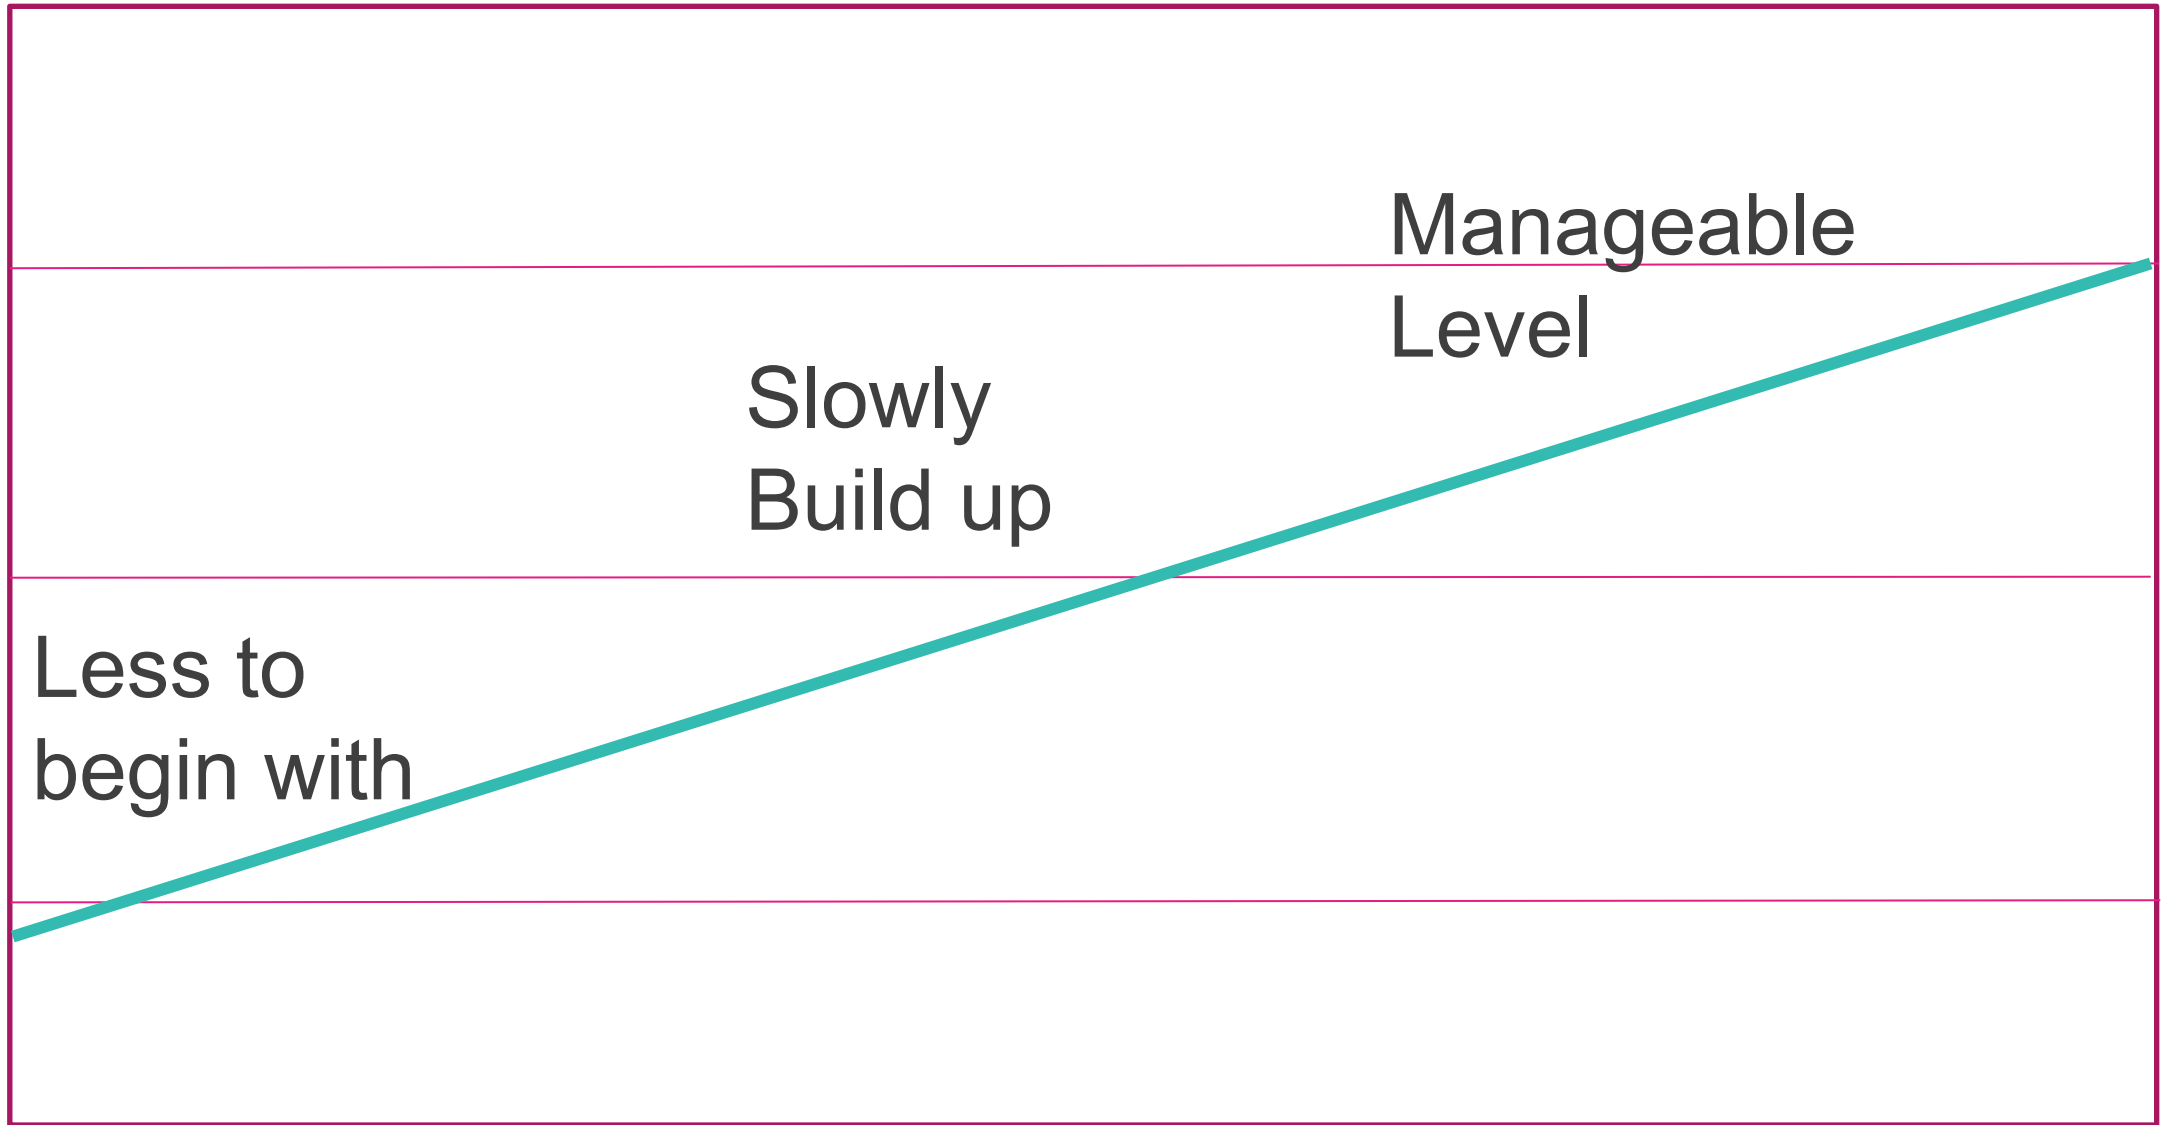 Manageable
Level
Slowly
Build up
Less to
begin with